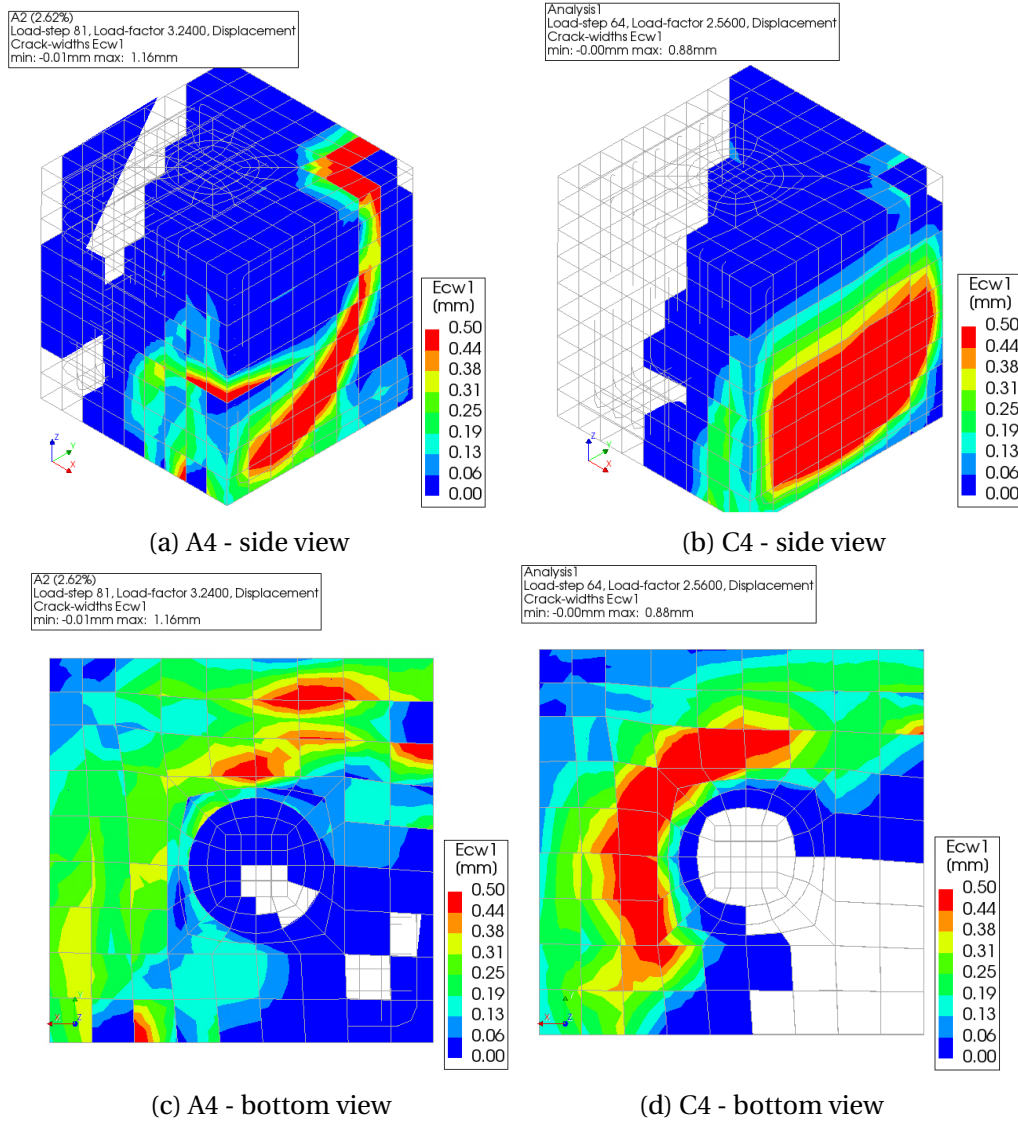 A2 (2.62%)
Load-step 81, Load-factor 3.2400, Displacement
Crack-widths Ecw1
min: -0.01mm max: 1.16mm
Ecw1
(mm)
0.50
0.44
0.38
0.31
0.25
0.19
0.13
0.06
0.00
Z
Y
X
(a) A4 - side view
Analysis1
Load-step 64, Load-factor 2.5600, Displacement
Crack-widths Ecw1
min: -0.00mm max: 0.88mm
Ecw1
(mm)
0.50
0.44
0.38
0.31
0.25
0.19
0.13
0.06
0.00
Z
Y
X
(b) C4 - side view
A2 (2.62%)
Load-step 81, Load-factor 3.2400, Displacement
Crack-widths Ecw1
min: -0.01mm max: 1.16mm
Ecw1
(mm)
0.50
0.44
0.38
0.31
0.25
0.19
0.13
0.06
0.00
Y
X
Z
(c) A4 - bottom view
Analysis1
Load-step 64, Load-factor 2.5600, Displacement
Crack-widths Ecw1
min: -0.00mm max: 0.88mm
Ecw1
(mm)
0.50
0.44
0.38
0.31
0.25
0.19
0.13
0.06
0.00
Y
X
Z
(d) C4 - bottom view